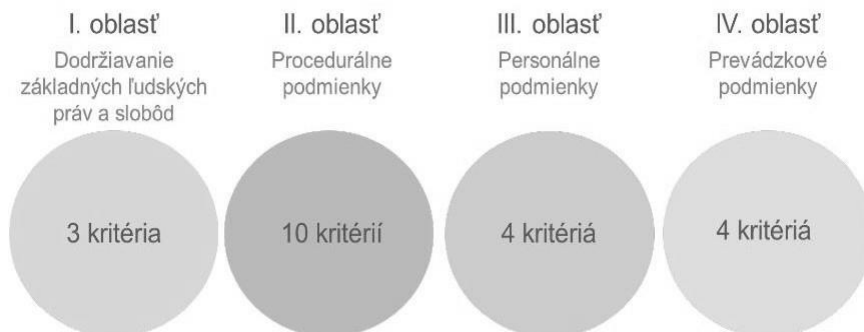 I. oblasť
Dodržiavanie
základných ľudských
práv a slobôd
3 kritéria
II. oblasť
Procedurálne
podmienky
10 kritérií
III. oblasť
Personálne
podmienky
4 kritériá
IV. oblasť
Prevádzkové
podmienky
4 kritériá